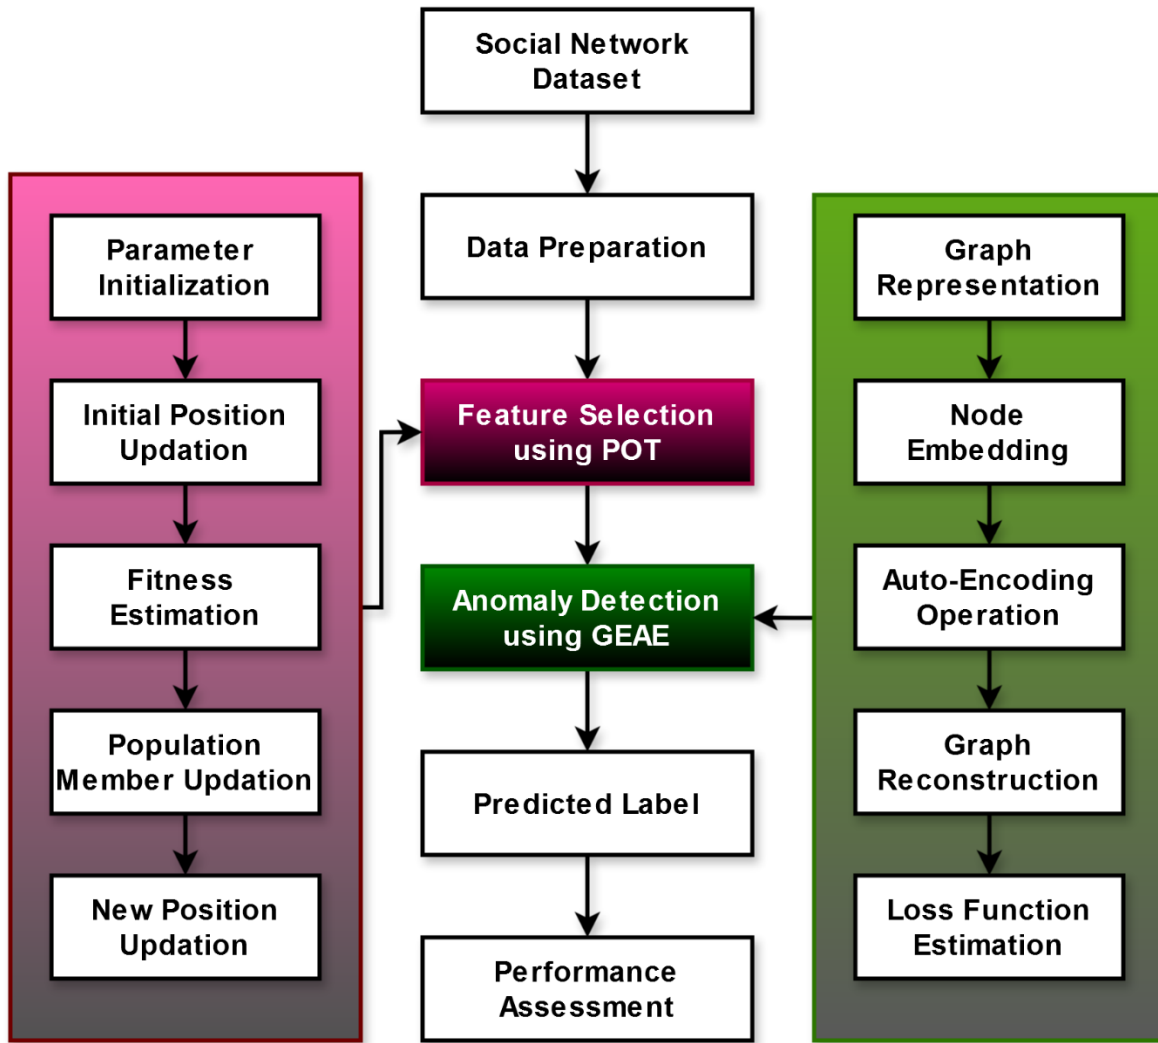 Social Network
Dataset
Data Preparation
Feature Selection
using POT
Anomaly Detection
using GEAE
Predicted Label
Performance
Assessment
Parameter
Initialization
Initial Position
Updation
Fitness
Estimation
Population
Member Updation
New Position
Updation
Graph
Representation
Node
Embedding
Auto-Encoding
Operation
Graph
Reconstruction
Loss Function
Estimation